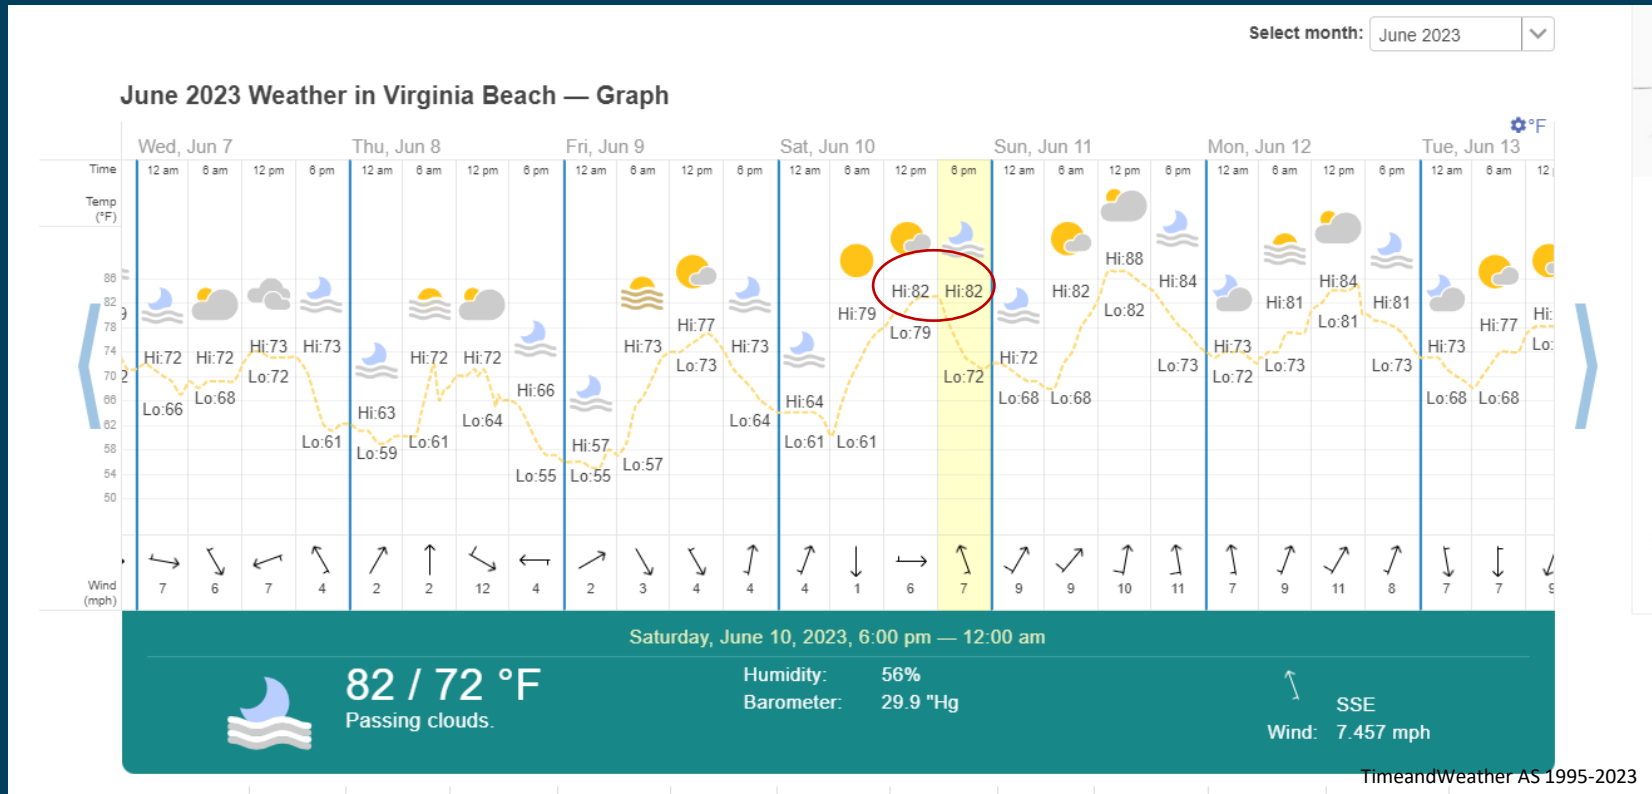 Select month: June 2023
June 2023 Weather in Virginia Beach — Graph
°F
Wed, Jun 7 Thu, Jun 8 Fri, Jun 9 Sat, Jun 10 Sun, Jun 11 Mon, Jun 12 Tue, Jun 13
Time 12 am 6 am 12 pm 6 pm 12 am 6 am 12 pm 6 pm 12 am 6 am 12 pm 6 pm 12 am 6 am 12 pm 6 pm 12 am 6 am 12 pm 6 pm 12 am 6 am 12 pm 6 pm 12 am 6 am 12
Temp
(°F)
86
82
78
74
70
66
62
58
54
50
9
2
Hi:72
Lo:66
Hi:72
Lo:68
Hi:73
Lo:72
Hi:73
Lo:61
Hi:63
Lo:59
Hi:72
Lo:61
Hi:72
Lo:64
Hi:66
Lo:55
Hi:57
Lo:55
Hi:73
Lo:57
Hi:77
Lo:73
Hi:73
Lo:64
Hi:64
Lo:61
Hi:79
Lo:61
Hi:82
Lo:79
Hi:82
Lo:72
Hi:72
Lo:68
Hi:82
Lo:68
Hi:88
Lo:82
Hi:84
Lo:73
Hi:73
Lo:72
Hi:81
Lo:73
Hi:84
Lo:81
Hi:81
Lo:73
Hi:73
Lo:68
Hi:77
Lo:68
Hi:
Lo:
Wind
(mph)
7 6 7 4 2 2 12 4 2 3 4 4 4 1 6 7 9 9 10 11 7 9 11 8 7 7 9
Saturday, June 10, 2023, 6:00 pm — 12:00 am
82 / 72 °F
Passing clouds.
Humidity: 56%
Barometer: 29.9 "Hg
SSE
Wind: 7.457 mph
TimeandWeather AS 1995-2023